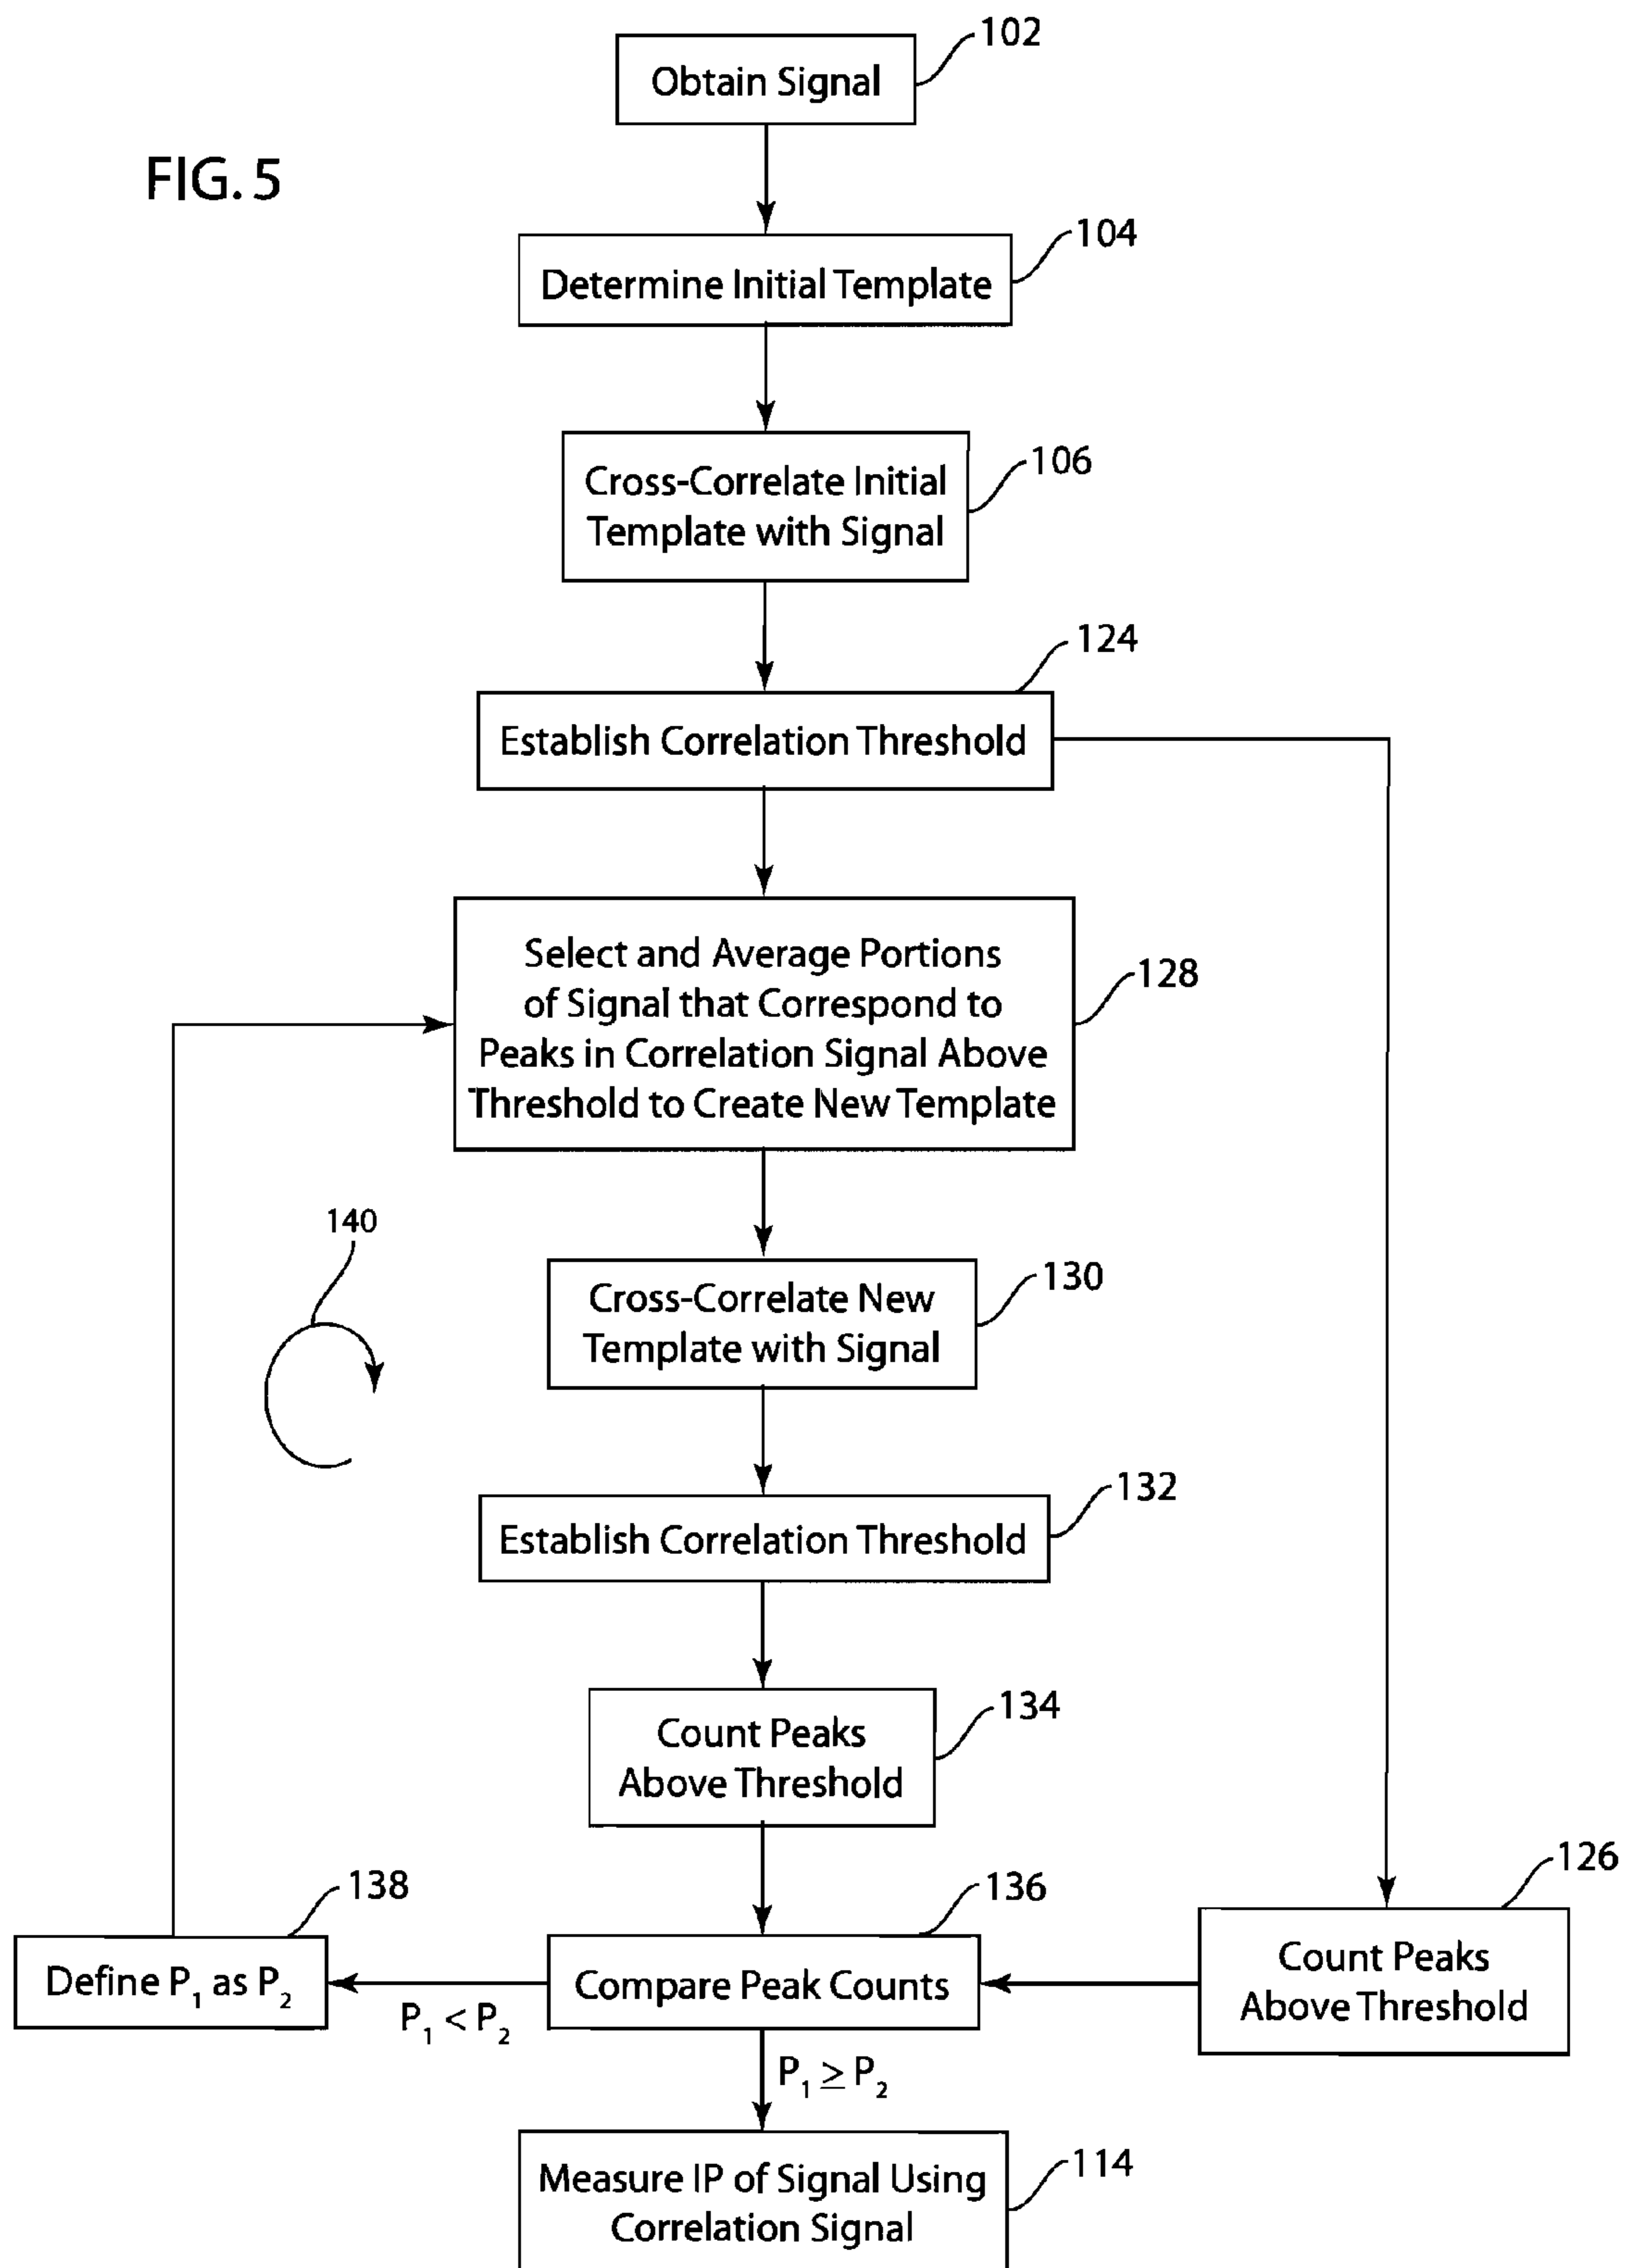 102
Obtain Signal
FIG. 5
104
Determine Initial Template
106
Cross-Correlate Initial
Template with Signal
124
Establish Correlation Threshold
128
Select and Average Portions
of Signal that Correspond to
Peaks in Correlation Signal Above
Threshold to Create New Template
140
130
Cross-Correlate New
Template with Signal
132
Establish Correlation Threshold
134
Count Peaks
Above Threshold
126
Count Peaks
Above Threshold
136
Compare Peak Counts
138
Define P₁ as P₂
P₁ < P₂
P₁ ≥ P₂
114
Measure IP of Signal Using
Correlation Signal